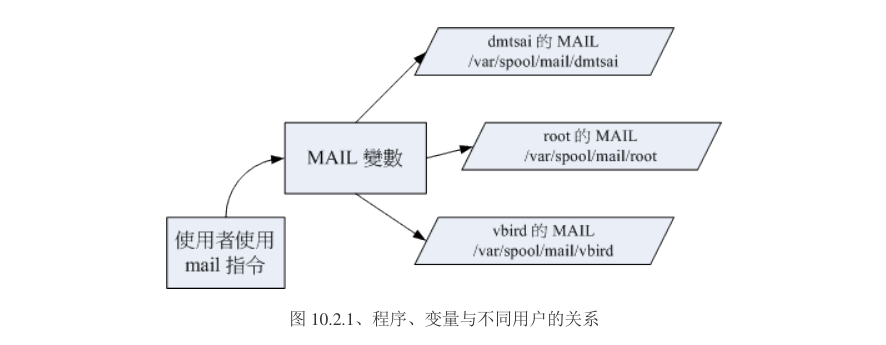 dmtsai 的 MAIL
/var/spool/mail/dmtsai
MAIL 變數
root 的 MAIL
/var/spool/mail/root
使用者使用
mail 指令
vbird 的 MAIL
/var/spool/mail/vbird
图 10.2.1、程序、变量与不同用户的关系